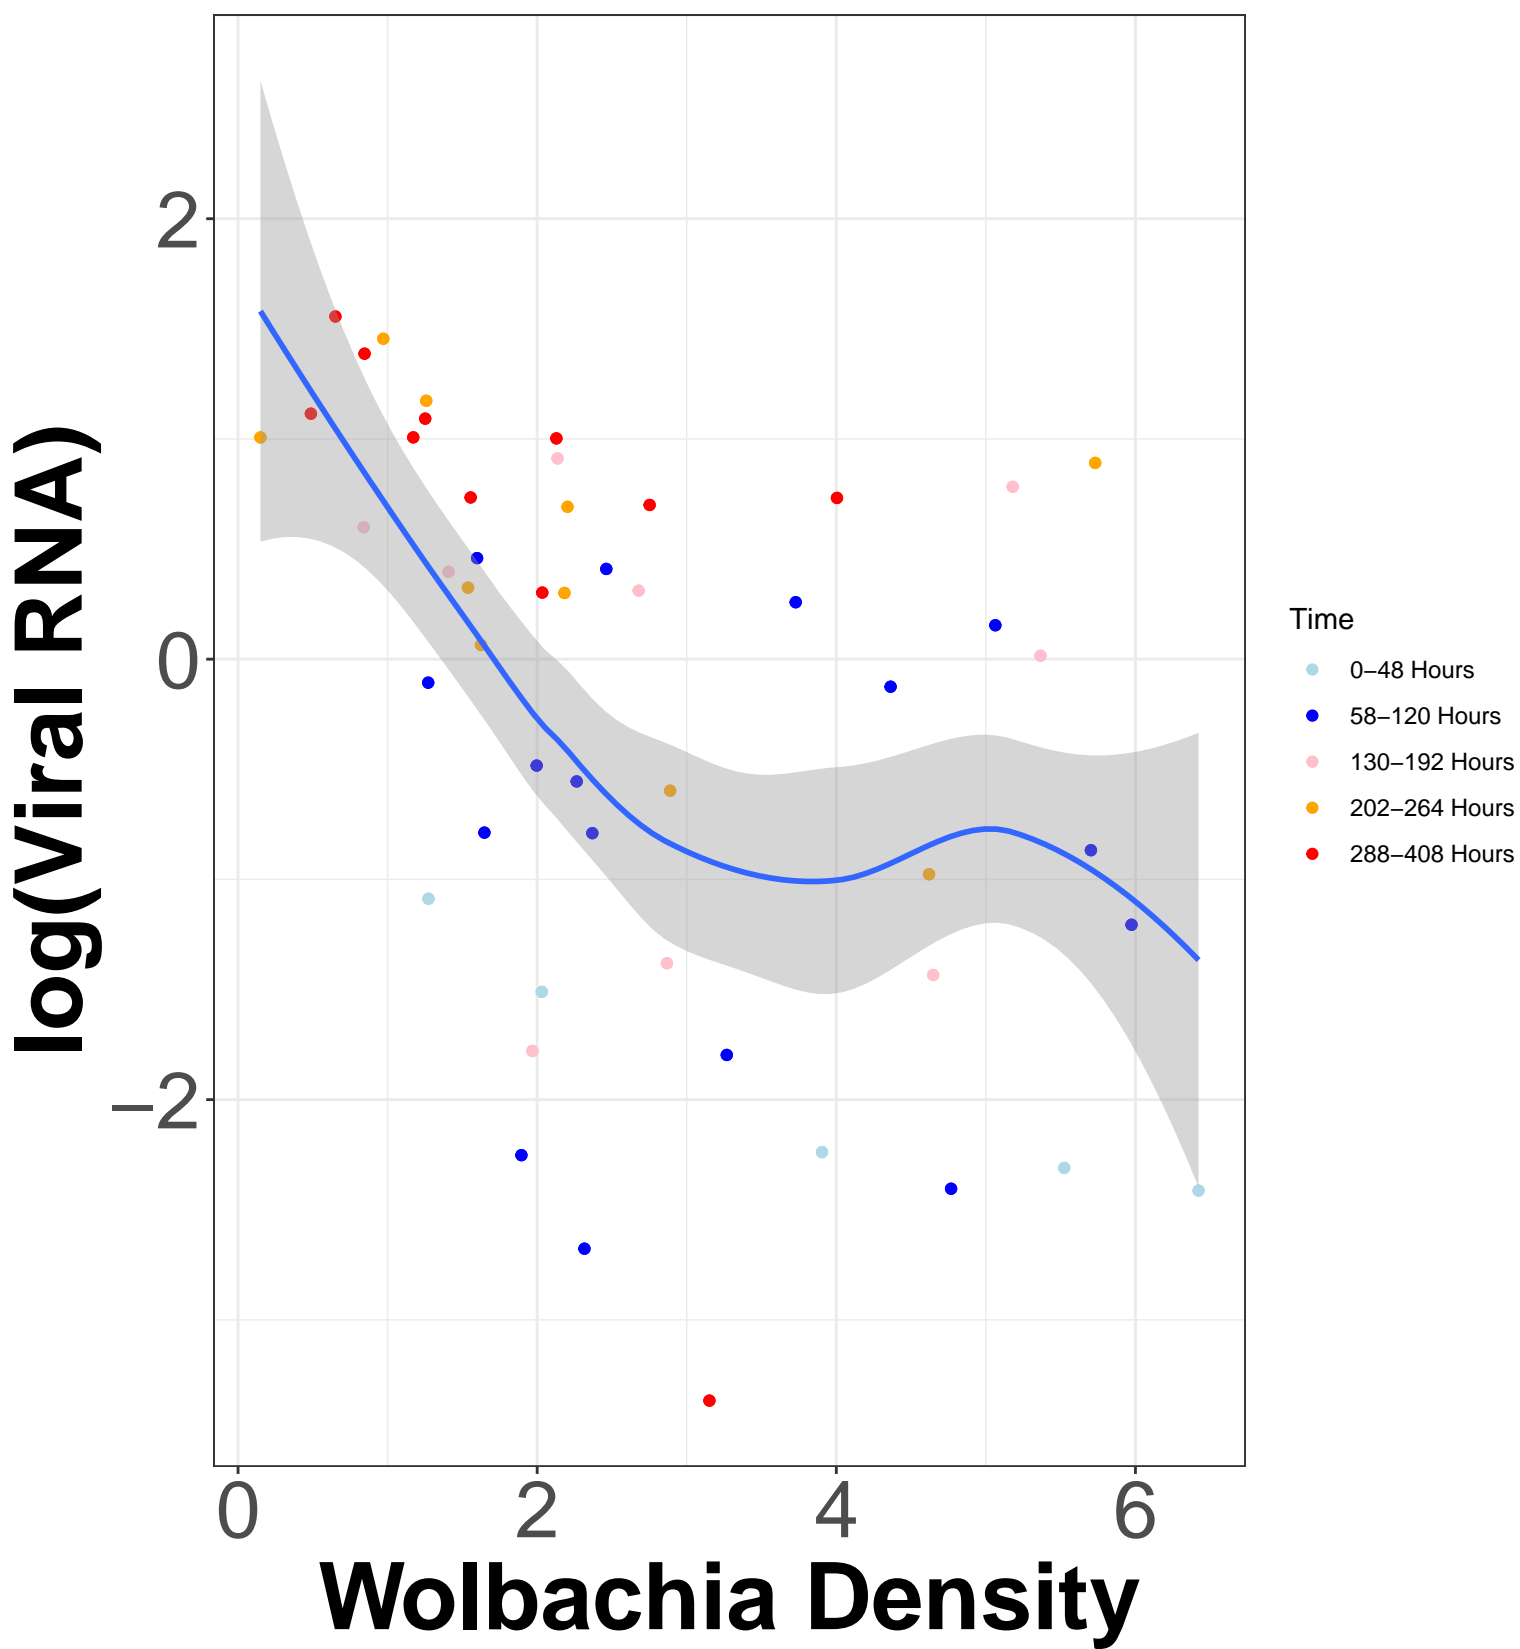 log(Viral RNA)
2
0
−2
0 2 4 6
Wolbachia Density
Time
0−48 Hours
58−120 Hours
130−192 Hours
202−264 Hours
288−408 Hours